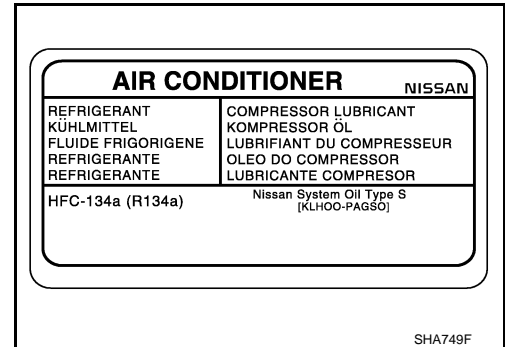 AIR CONDITIONER NISSAN
REFRIGERANT
KÜHLMITTEL
FLUIDE FRIGORIGENE
REFRIGERANTE
REFRIGERANTE
COMPRESSOR LUBRICANT
KOMPRESSOR ÖL
LUBRIFIANT DU COMPRESSEUR
OLEO DO COMPRESSOR
LUBRICANTE COMPRESOR
HFC-134a (R134a)
Nissan System Oil Type S
[KLHOO-PAGSO]
SHA749F